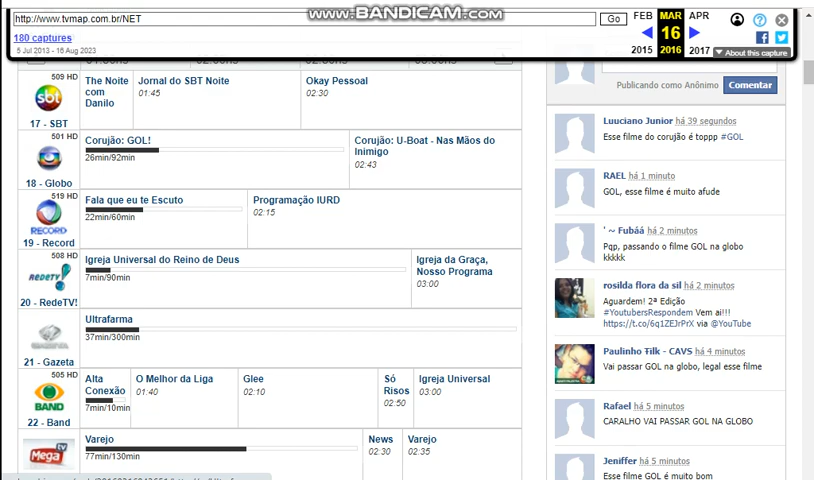 www.BANDICAM.com
http://www.tvmap.com.br/NET
Go
FEB
MAR
APR
180 captures
16
5 Jul 2013 - 16 Aug 2023
2015
2016
2017
About this capture
Publicando como Anônimo
Comentar
509 HD
sbt
17 - SBT
The Noite com Danilo
Jornal do SBT Noite
01:45
Okay Pessoal
02:30
501 HD
18 - Globo
Corujão: GOL!
26min/92min
Corujão: U-Boat - Nas Mãos do Inimigo
02:43
519 HD
RECORD
19 - Record
Fala que eu te Escuto
22min/60min
Programação IURD
02:15
508 HD
REDETV!
20 - RedeTV!
Igreja Universal do Reino de Deus
7min/90min
Igreja da Graça, Nosso Programa
03:00
21 - Gazeta
Ultrafarma
37min/300min
505 HD
BAND
22 - Band
Alta Conexão
7min/10min
O Melhor da Liga
01:40
Glee
02:10
Só Risos
02:50
Igreja Universal
03:00
Mega tv
Varejo
77min/130min
News
02:30
Varejo
02:35
Luuciano Junior há 39 segundos
Esse filme do corujão é toppp #GOL
RAEL há 1 minuto
GOL, esse filme é muito afude
' ~ Fubáá há 2 minutos
Pqp, passando o filme GOL na globo
kkkkk
rosilda flora da sil há 2 minutos
Aguardem! 2ª Edição
#YoutubersRespondem Vem ai!!!
https://t.co/6q1ZEJrPrX via @YouTube
Paulinho Ŧilk - CAVS há 4 minutos
Vai passar GOL na globo, legal esse filme
Rafael há 5 minutos
CARALHO VAI PASSAR GOL NA GLOBO
Jeniffer há 5 minutos
Esse filme GOL é muito bom